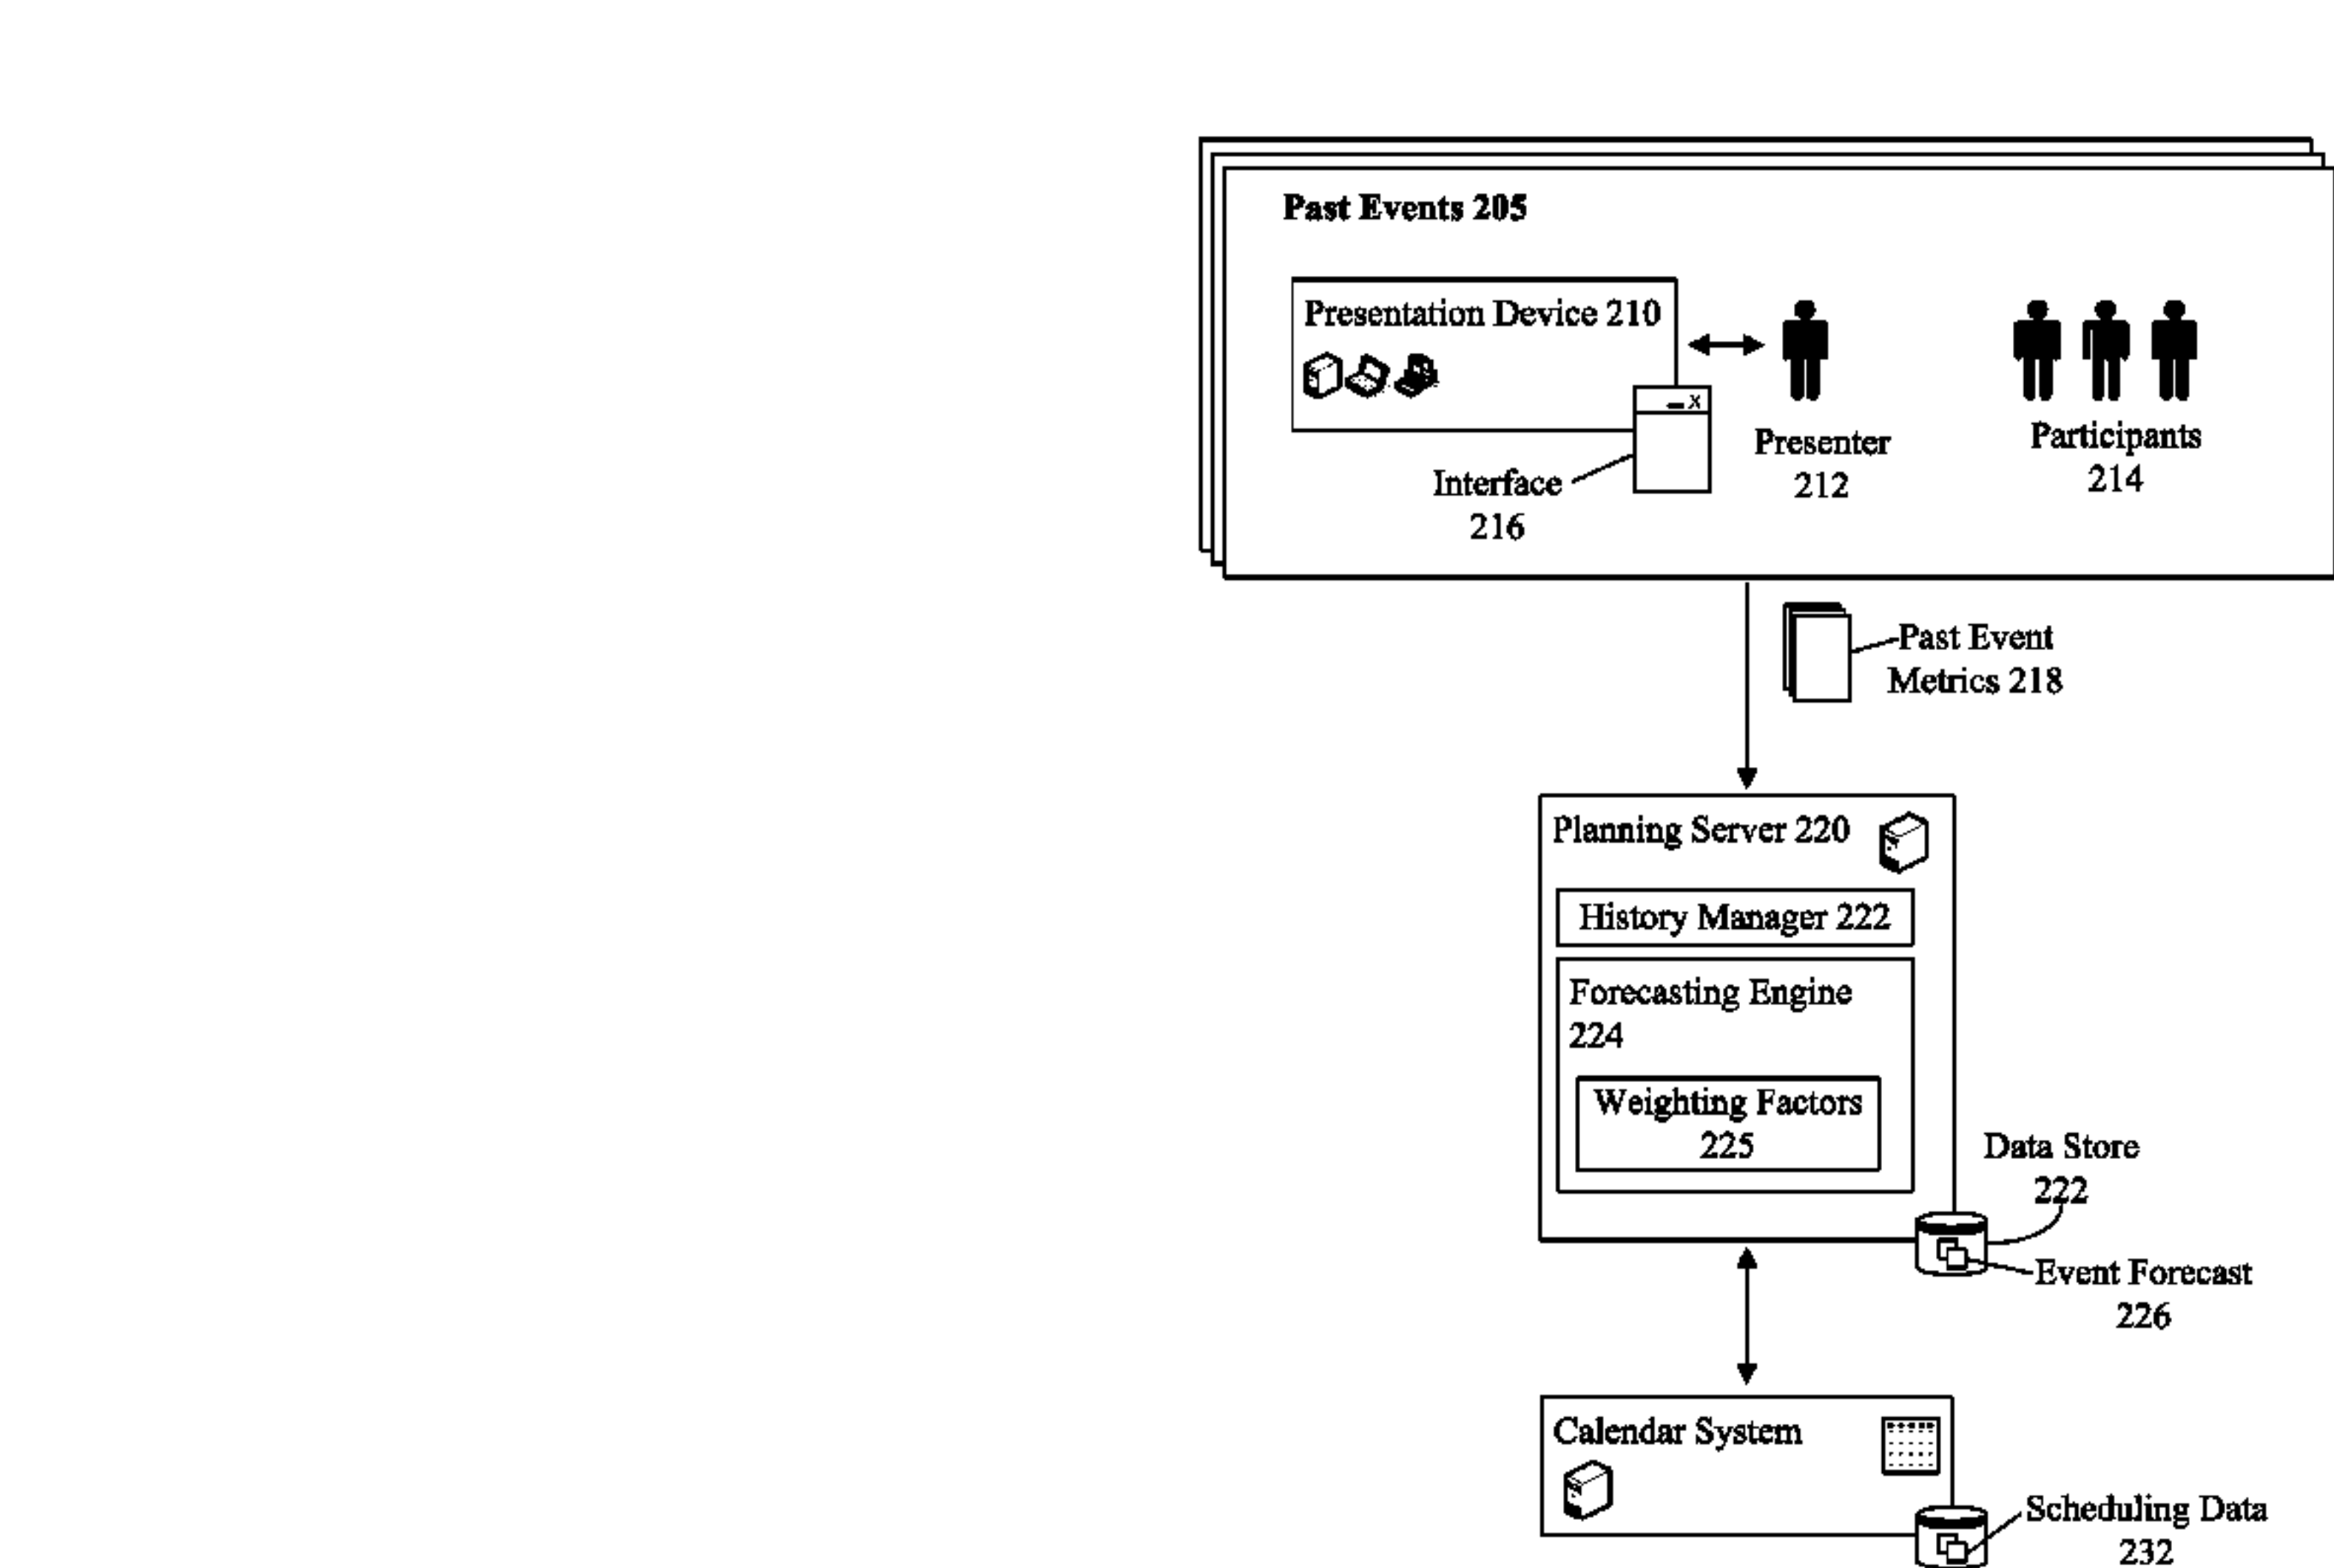 Past Events 205
Presentation Device 210
x
Presenter
212
Participants
214
Interface
216
Past Event
Metrics 218
Planning Server 220
History Manager 222
Forecasting Engine
224
Weighting Factors
225
Data Store
222
Event Forecast
226
Calendar System
Scheduling Data
232